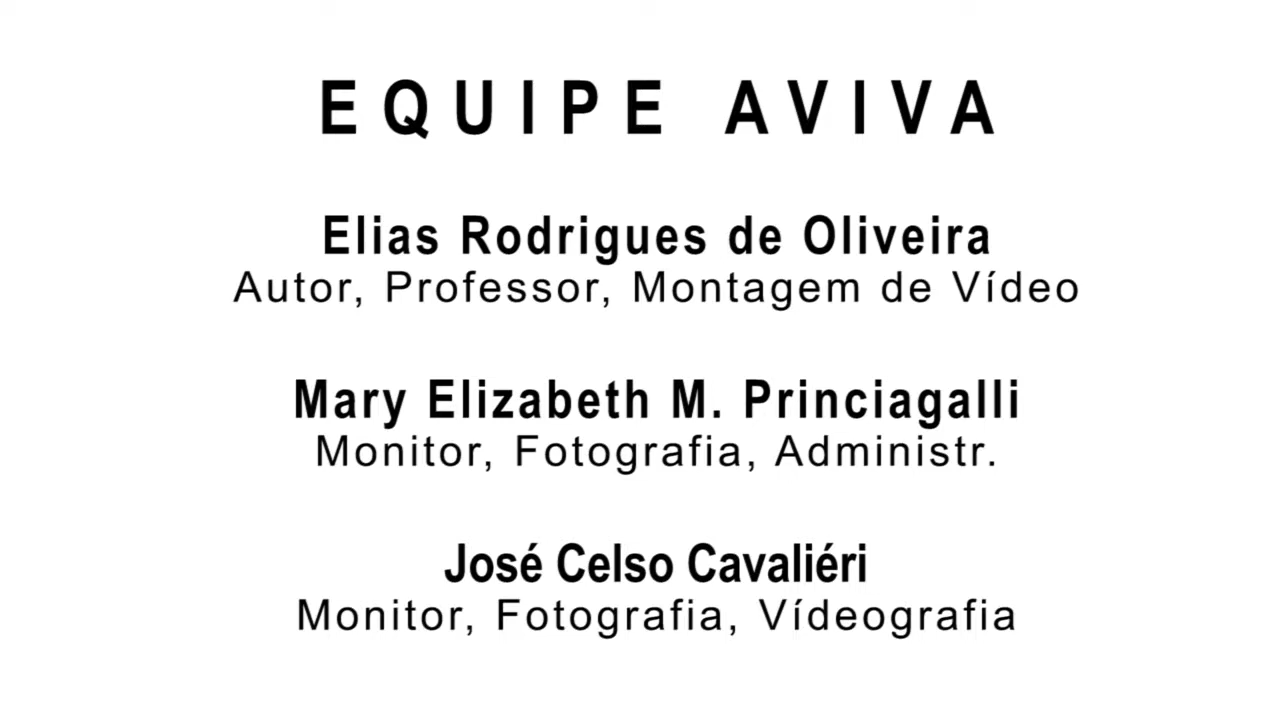 EQUIPE AVIVA
Elias Rodrigues de Oliveira
Autor, Professor, Montagem de Vídeo
Mary Elizabeth M. Princiagalli
Monitor, Fotografia, Administr.
José Celso Cavaliéri
Monitor, Fotografia, Vídeografia